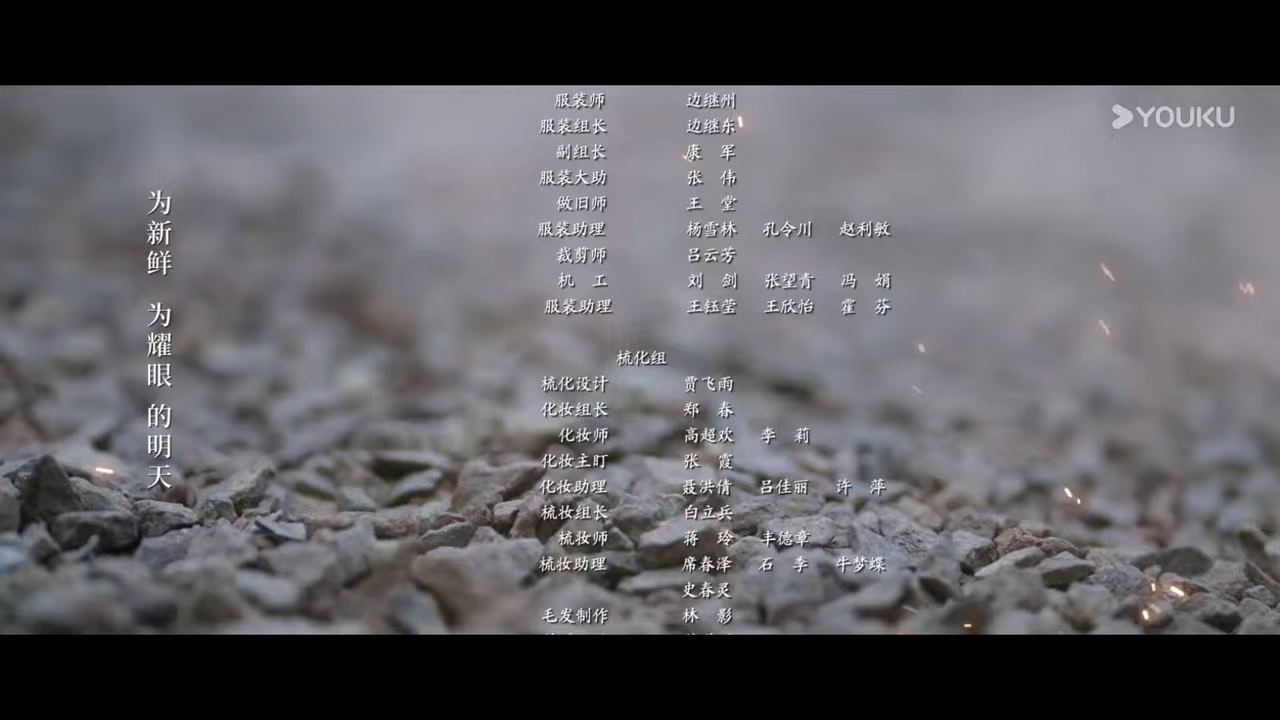 YOUKU
为新鲜 为耀眼 的明天
服装师 边继州
服装组长 边继东
副组长 康 军
服装大助 张 伟
做旧师 王 堂
服装助理 杨雪林 孔令川 赵利敏
裁剪师 吕云芳
机 工 刘 剑 张望青 冯 娟
服装助理 王钰莹 王欣怡 霍 芬
梳化组
梳化设计 贾飞雨
化妆组长 郑 春
化妆师 高超欢 李 莉
化妆主盯 张 霞
化妆助理 聂洪倩 吕佳丽 许 萍
梳妆组长 白立兵
梳妆师 蒋 玲 丰德章
梳妆助理 席春泽 石 季 牛梦蝶
史春灵
毛发制作 林 影